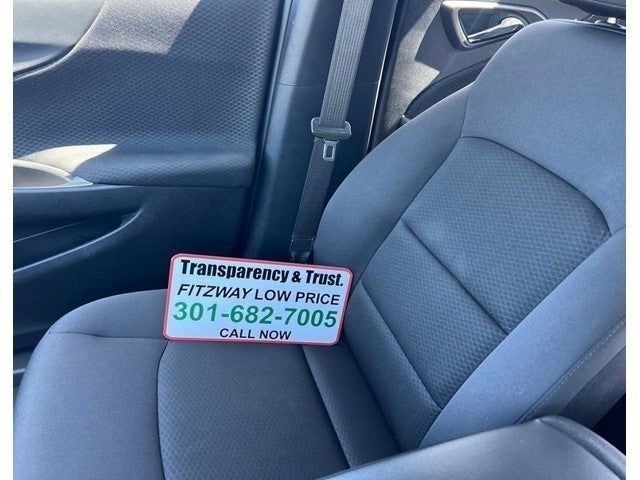 Transparency & Trust.
FITZWAY LOW PRICE
301-682-7005
CALL NOW